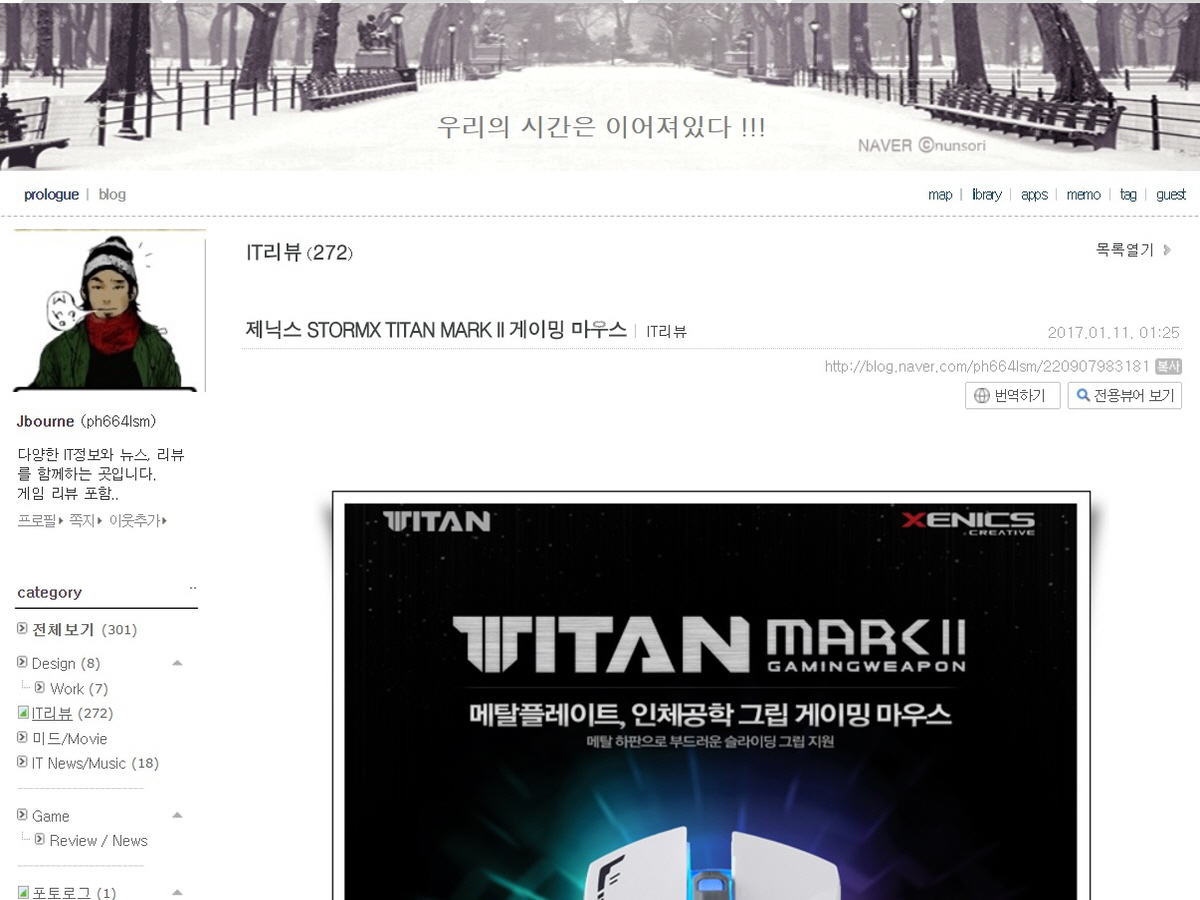 우리의 시간은 이어져있다 !!!
NAVER ⓒnunsori
prologue | blog
map | library | apps | memo | tag | guest
IT리뷰 (272)
목록열기
제닉스 STORMX TITAN MARK II 게이밍 마우스 | IT리뷰
2017.01.11. 01:25
http://blog.naver.com/ph664lsm/220907983181 복사
번역하기
전용뷰어 보기
Jbourne (ph664lsm)
다양한 IT정보와 뉴스, 리뷰
를 함께하는 곳입니다.
게임 리뷰 포함..
프로필 쪽지 이웃추가
category
전체보기 (301)
Design (8)
Work (7)
IT리뷰 (272)
미드/Movie
IT News/Music (18)
Game
Review / News
포토로그 (1)
TITAN
XENICS
CREATIVE
TITAN MARK II
GAMINGWEAPON
메탈플레이트, 인체공학 그립 게이밍 마우스
메탈 하판으로 부드러운 슬라이딩 그립 지원